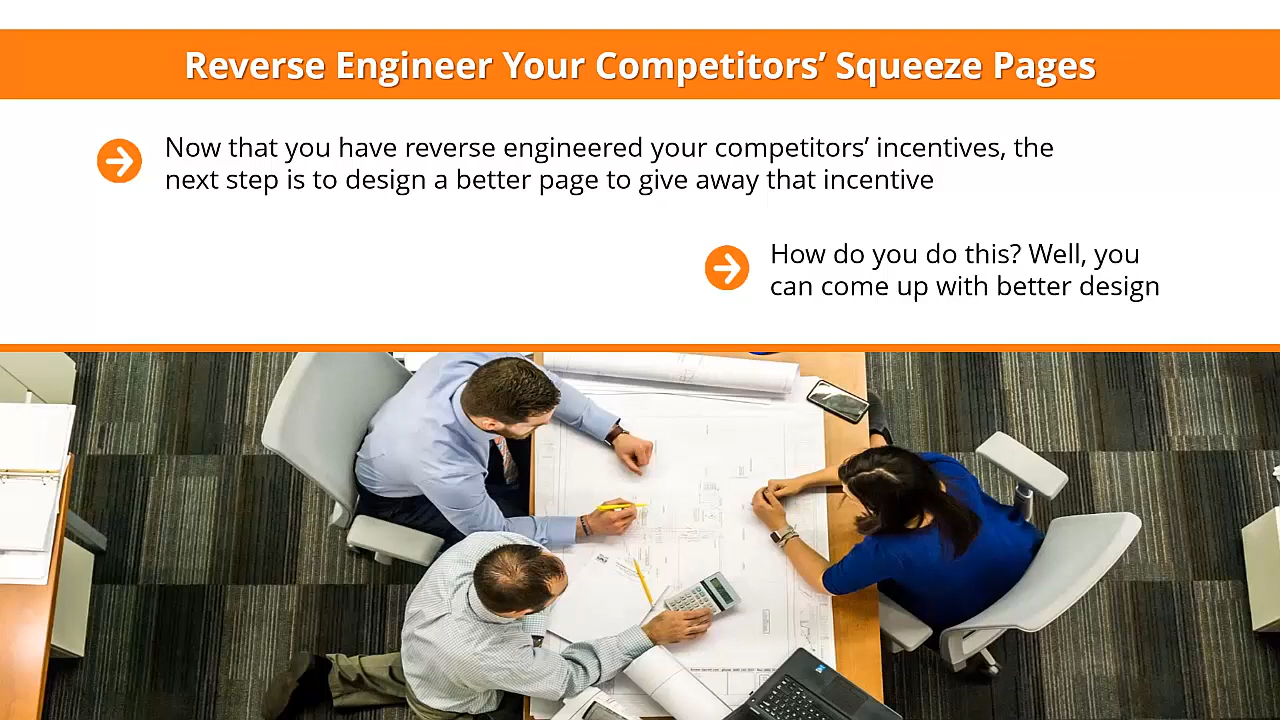 Reverse Engineer Your Competitors’ Squeeze Pages
Now that you have reverse engineered your competitors’ incentives, the
next step is to design a better page to give away that incentive
How do you do this? Well, you
can come up with better design